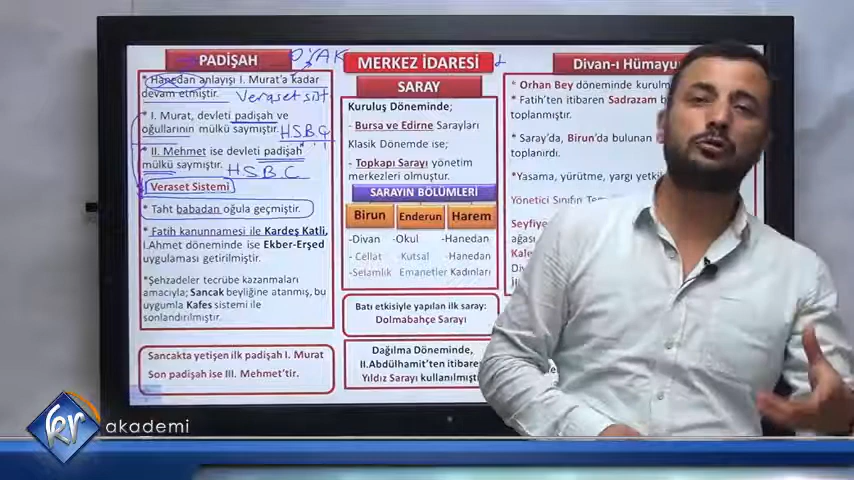 PADİŞAH
* Hanedan anlayışı I. Murat'a kadar
devam etmiştir.
* I. Murat, devleti padişah ve
oğullarının mülkü saymıştır.
H.S.B.C
* II. Mehmet ise devleti padişah
mülkü saymıştır.
H.S.B.C
Veraset Sistemi
* Taht babadan oğula geçmiştir.
* Fatih kanunnamesi ile Kardeş Katli,
I.Ahmet döneminde ise Ekber-Erşed
uygulaması getirilmiştir.
*Şehzadeler tecrübe kazanmaları
amacıyla; Sancak beyliğine atanmış, bu
uygumla Kafes sistemi ile
sonlandırılmıştır.
Sancakta yetişen ilk padişah I. Murat
Son padişah ise III. Mehmet'tir.
MERKEZ İDARESİ
SARAY
Kuruluş Döneminde;
- Bursa ve Edirne Sarayları
Klasik Dönemde ise;
- Topkapı Sarayı yönetim
merkezleri olmuştur.
SARAYIN BÖLÜMLERİ
Birun Enderun Harem
-Divan -Okul -Hanedan
- Cellat - Kutsal - Hanedan
- Selamlık Emanetler Kadınları
Batı etkisiyle yapılan ilk saray:
Dolmabahçe Sarayı
Dağılma Döneminde,
II.Abdülhamit'ten itibaren
Yıldız Sarayı kullanılmıştı
Divan-ı Hümayu
* Orhan Bey döneminde kurulm
* Fatih'ten itibaren Sadrazam b
toplanmıştır.
* Saray'da, Birun'da bulunan
toplanırdı.
*Yasama, yürütme, yargı yetki
Yönetici Sınıfın
Seyfiye
ağası
Kale
kr akademi